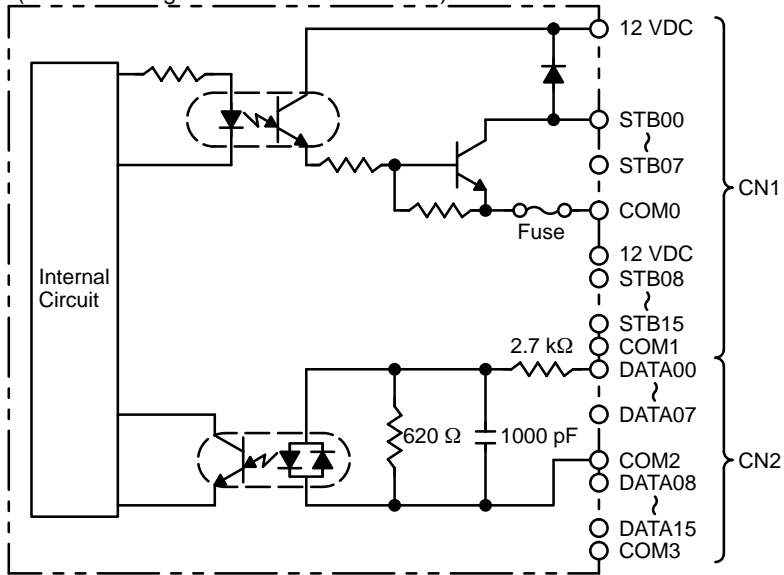 12 VDC
STB00
~
STB07
CN1
COM0
Fuse
12 VDC
STB08
~
STB15
Internal
Circuit
2.7 kΩ
COM1
DATA00
~
DATA07
620 Ω
1000 pF
COM2
CN2
DATA08
~
DATA15
COM3